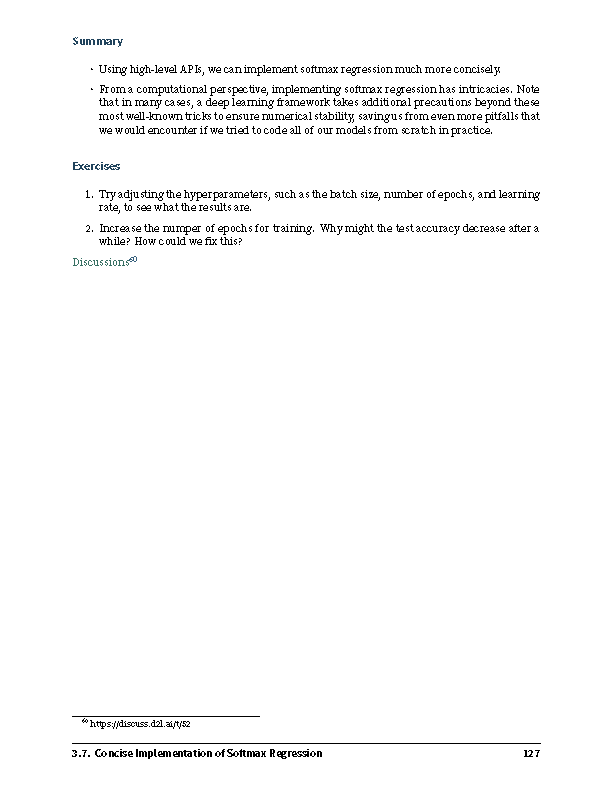 Summary
• Using high-level APIs, we can implement softmax regression much more concisely.
• From a computational perspective, implementing softmax regression has intricacies. Note
that in many cases, a deep learning framework takes additional precautions beyond these
most well-known tricks to ensure numerical stability, saving us from even more pitfalls that
we would encounter if we tried to code all of our models from scratch in practice.
Exercises
1. Try adjusting the hyperparameters, such as the batch size, number of epochs, and learning
rate, to see what the results are.
2. Increase the numper of epochs for training. Why might the test accuracy decrease after a
while? How could we fix this?
Discussions60
60 https://discuss.d2l.ai/t/52
3.7. Concise Implementation of Softmax Regression 127